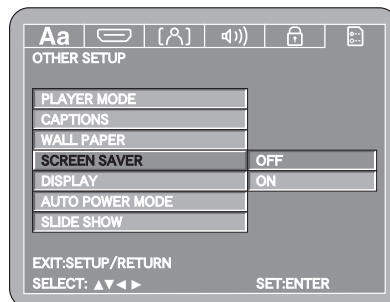 Aa
OTHER SETUP
PLAYER MODE
CAPTIONS
WALL PAPER
SCREEN SAVER OFF
DISPLAY ON
AUTO POWER MODE
SLIDE SHOW
EXIT:SETUP/RETURN
SELECT: ▲▼◀ ▶ SET:ENTER